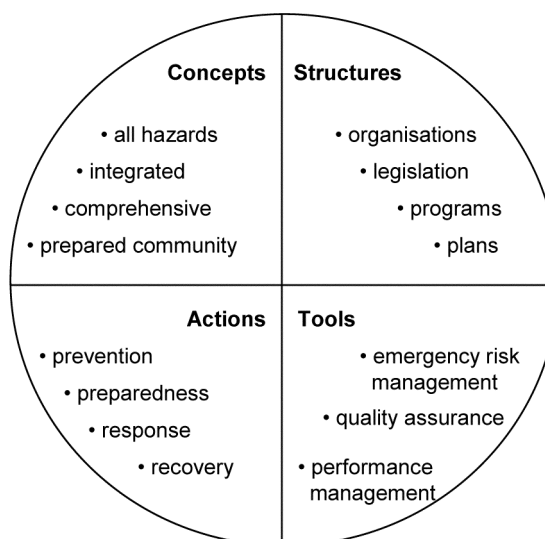 Concepts
• all hazards
• integrated
• comprehensive
• prepared community
Structures
• organisations
• legislation
• programs
• plans
Actions
• prevention
• preparedness
• response
• recovery
Tools
• emergency risk
management
• quality assurance
• performance
management